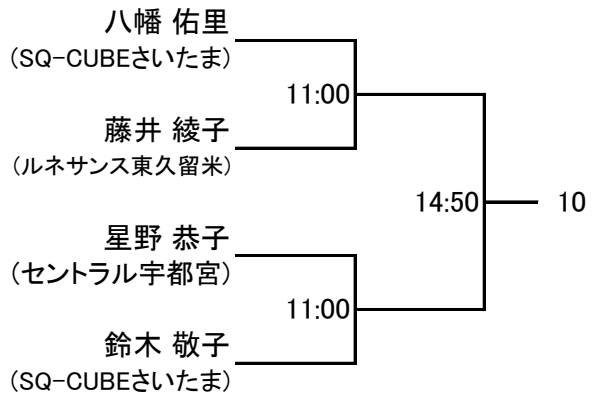 八幡 佑里
(SQ-CUBEさいたま)
11:00
藤井 綾子
(ルネサンス東久留米)
14:50
10
星野 恭子
(セントラル宇都宮)
11:00
鈴木 敬子
(SQ-CUBEさいたま)